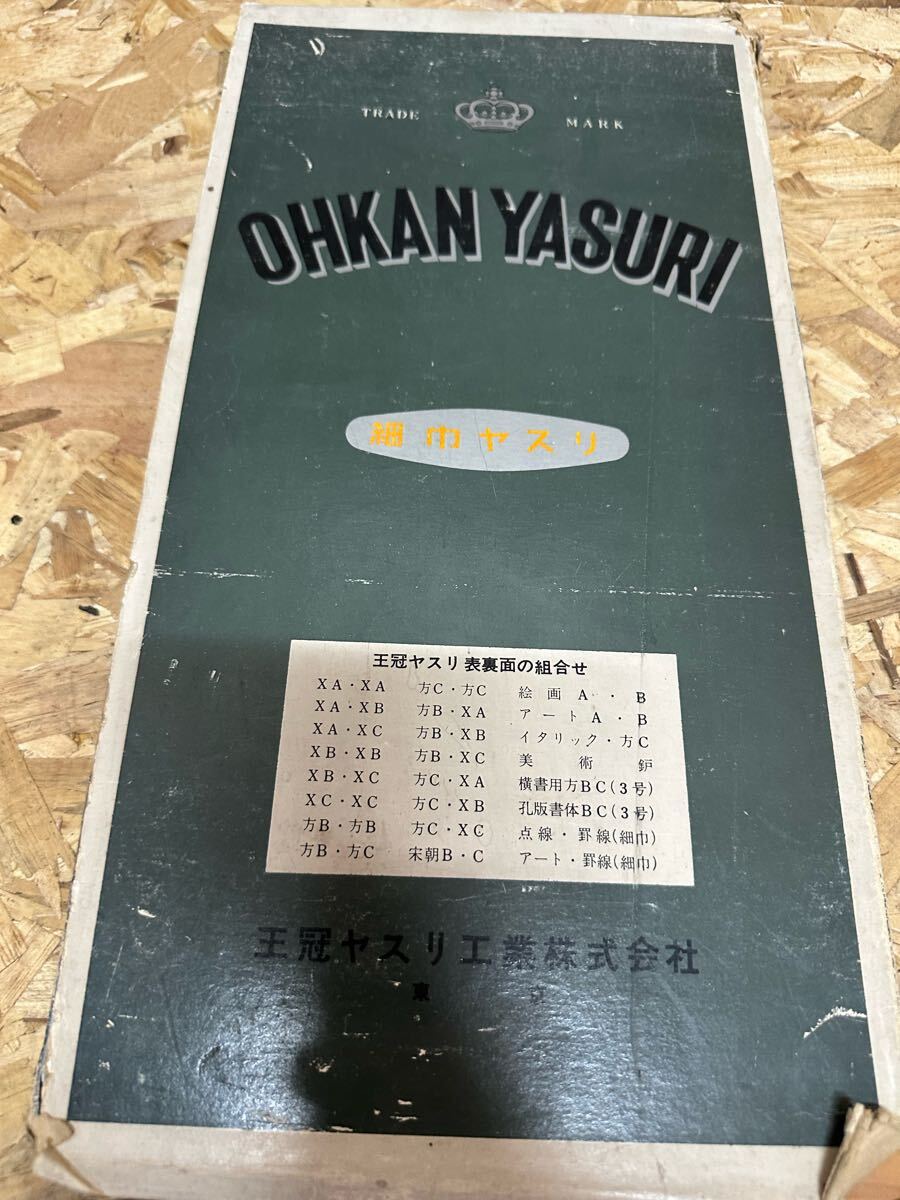 TRADE MARK
OHKAN YASURI
細巾ヤスリ
王冠ヤスリ表裏面の組合せ
XA・XA 方C・方C 絵画A・B
XA・XB 方B・XA アートA・B
XA・XC 方B・XB イタリック・方C
XB・XB 方B・XC 美術鈩
XB・XC 方C・XA 横書用方BC(3号)
XC・XC 方C・XB 孔版書体BC(3号)
方B・方B 方C・XC 点線・罫線(細巾)
方B・方C 宋朝B・C アート・罫線(細巾)
王冠ヤスリ工業株式会社
東京